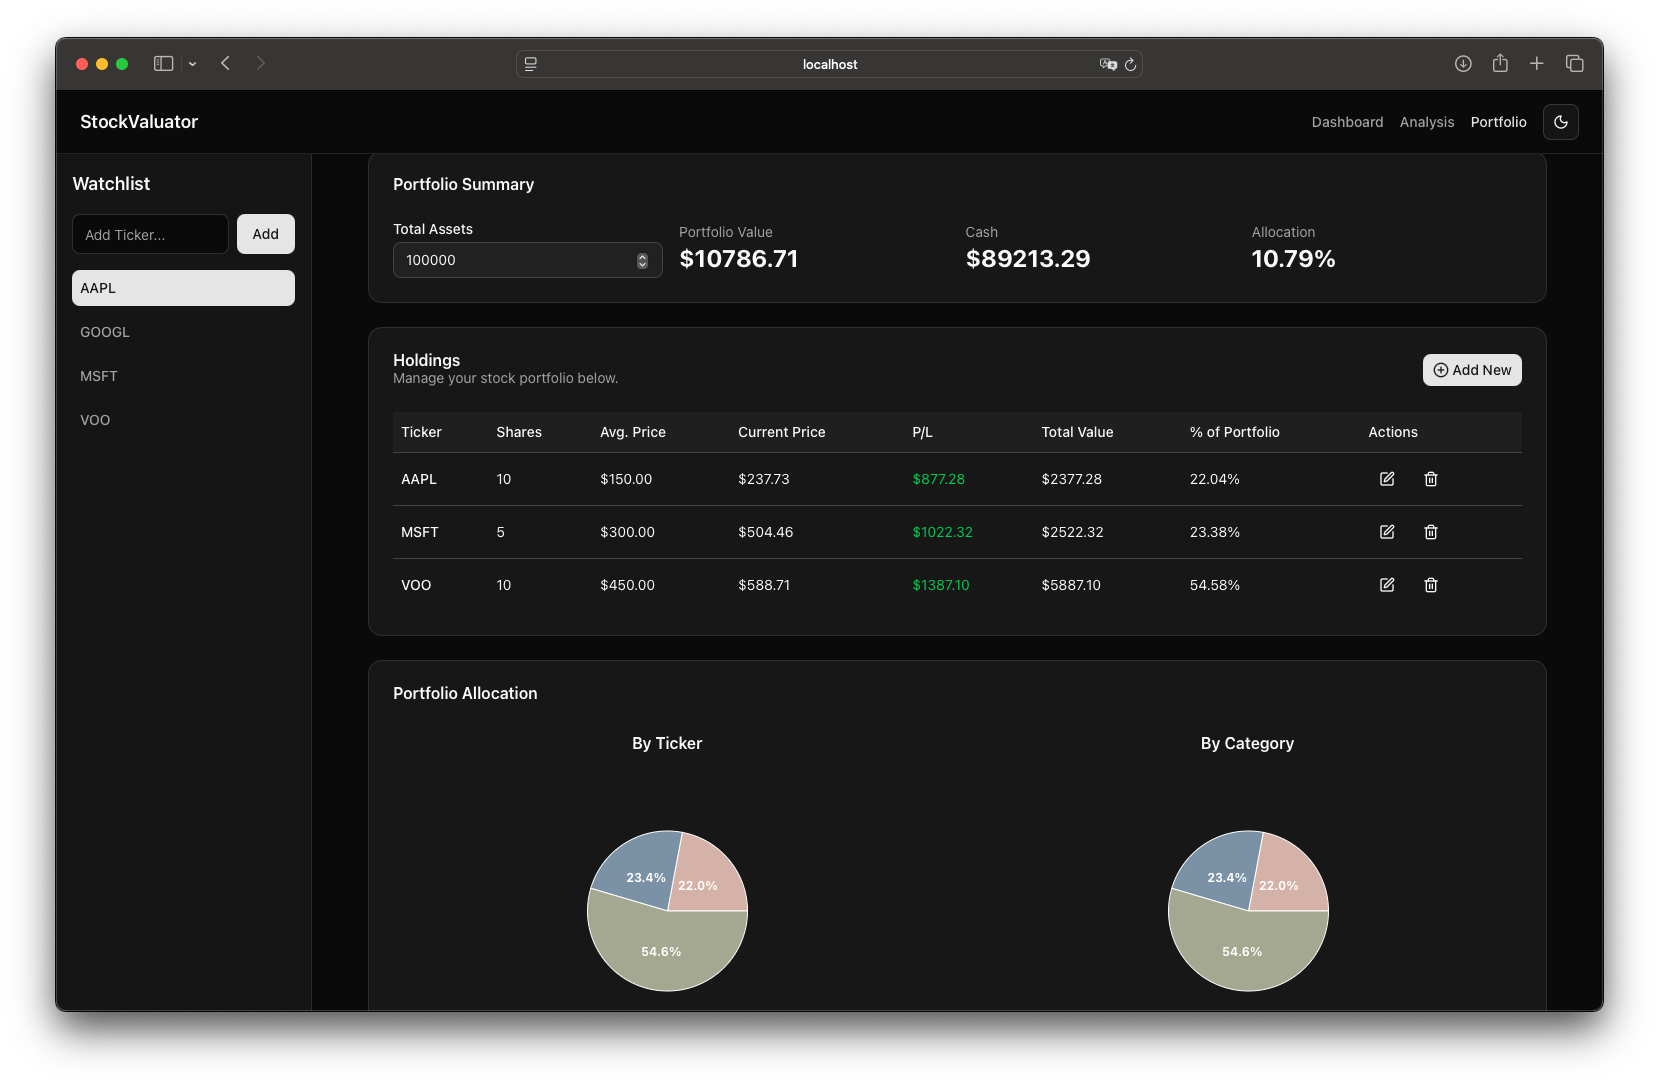 localhost
StockValuator
Dashboard Analysis Portfolio
Watchlist
Add Ticker... Add
AAPL
GOOGL
MSFT
VOO
Portfolio Summary
Total Assets
100000
Portfolio Value
$10786.71
Cash
$89213.29
Allocation
10.79%
Holdings
Manage your stock portfolio below.
Add New
Ticker Shares Avg. Price Current Price P/L Total Value % of Portfolio Actions
AAPL 10 $150.00 $237.73 $877.28 $2377.28 22.04%
MSFT 5 $300.00 $504.46 $1022.32 $2522.32 23.38%
VOO 10 $450.00 $588.71 $1387.10 $5887.10 54.58%
Portfolio Allocation
By Ticker
23.4% 22.0%
54.6%
By Category
23.4% 22.0%
54.6%